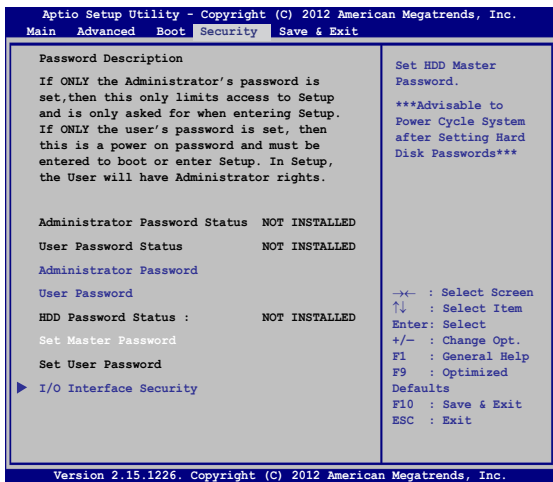 Aptio Setup Utility - Copyright (C) 2012 American Megatrends, Inc.
Main Advanced Boot Security Save & Exit
Password Description
If ONLY the Administrator's password is
set,then this only limits access to Setup
and is only asked for when entering Setup.
If ONLY the user's password is set, then
this is a power on password and must be
entered to boot or enter Setup. In Setup,
the User will have Administrator rights.
Administrator Password Status NOT INSTALLED
User Password Status NOT INSTALLED
Administrator Password
User Password
HDD Password Status : NOT INSTALLED
Set Master Password
Set User Password
I/O Interface Security
Set HDD Master
Password.
***Advisable to
Power Cycle System
after Setting Hard
Disk Passwords***
→← : Select Screen
↑↓ : Select Item
Enter: Select
+/— : Change Opt.
F1 : General Help
F9 : Optimized
Defaults
F10 : Save & Exit
ESC : Exit
Version 2.15.1226. Copyright (C) 2012 American Megatrends, Inc.